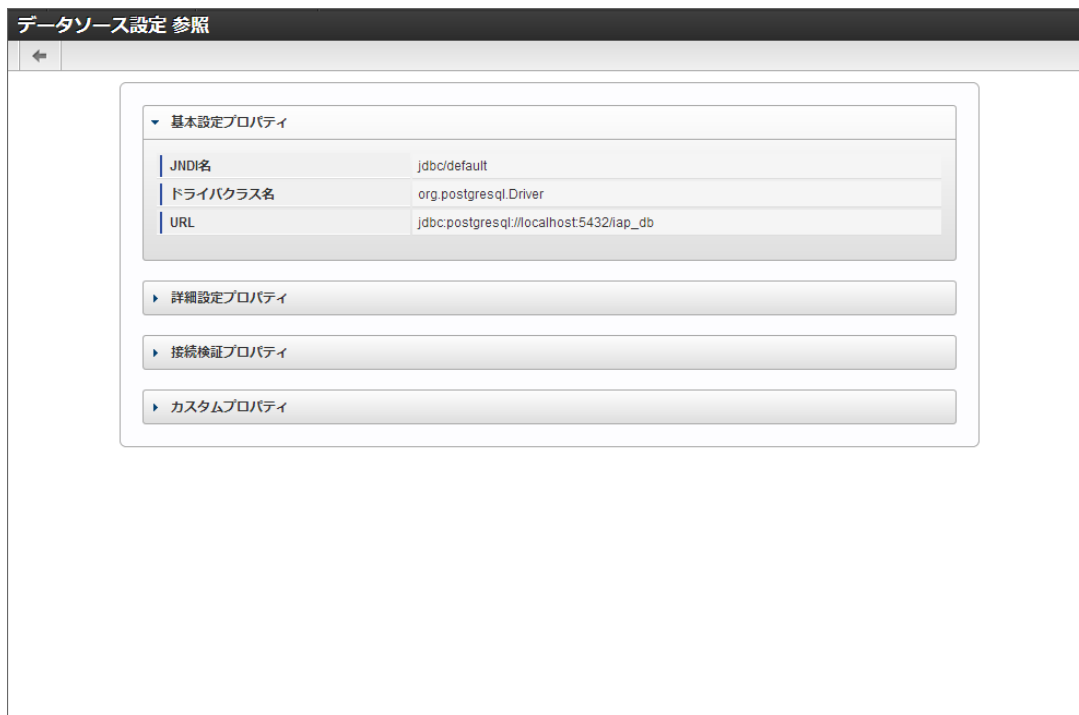 データソース設定 参照
基本設定プロパティ
JNDI名 jdbc/default
ドライバクラス名 org.postgresql.Driver
URL jdbc:postgresql://localhost:5432/iap_db
詳細設定プロパティ
接続検証プロパティ
カスタムプロパティ